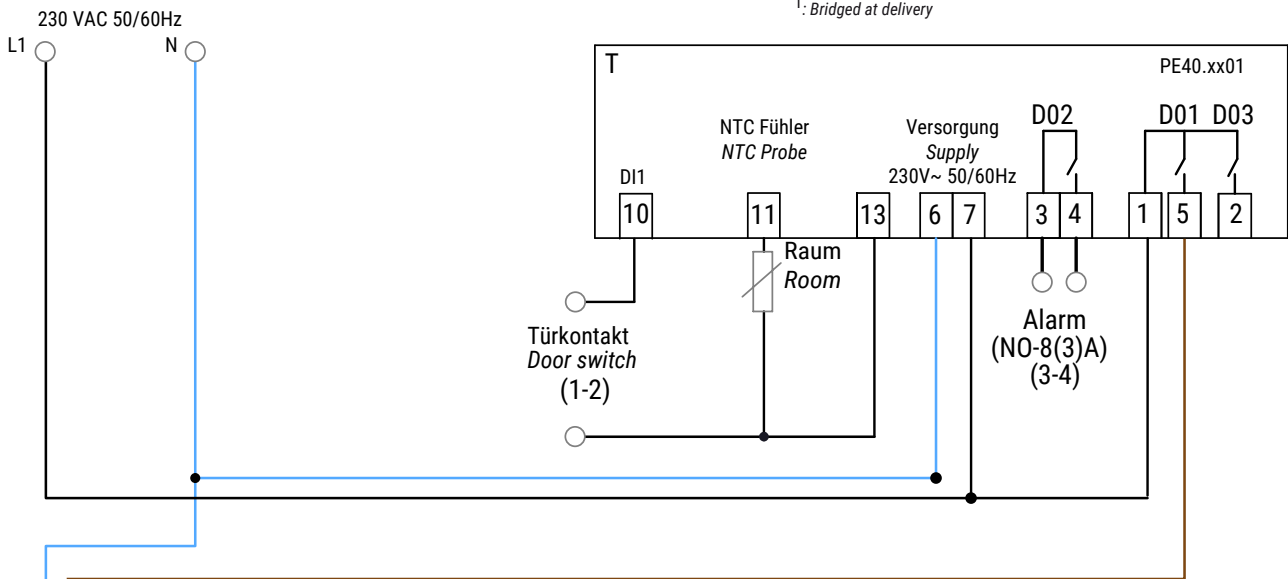 ¹: Bridged at delivery
230 VAC 50/60Hz
L1
N
T
PE40.xx01
D02
D01
D03
NTC Fühler
NTC Probe
Versorgung
Supply
230V~ 50/60Hz
DI1
10
11
13
6
7
3
4
1
5
2
Raum
Room
Türkontakt
Door switch
(1-2)
Alarm
(NO-8(3)A)
(3-4)